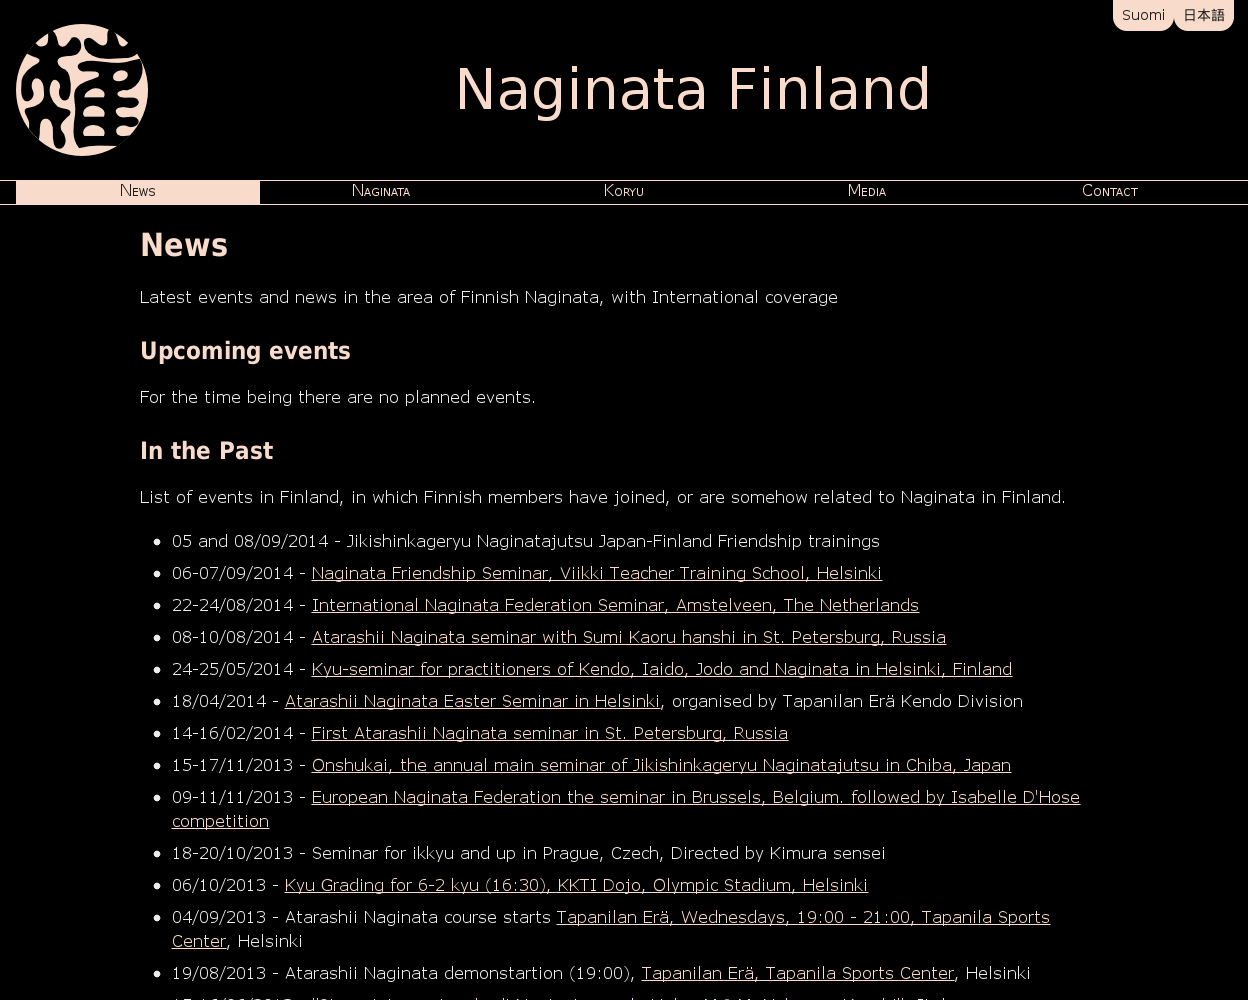 Suomi 日本語
Naginata Finland
News Naginata Koryu Media Contact
News
Latest events and news in the area of Finnish Naginata, with International coverage
Upcoming events
For the time being there are no planned events.
In the Past
List of events in Finland, in which Finnish members have joined, or are somehow related to Naginata in Finland.
05 and 08/09/2014 - Jikishinkageryu Naginatajutsu Japan-Finland Friendship trainings
06-07/09/2014 - Naginata Friendship Seminar, Viikki Teacher Training School, Helsinki
22-24/08/2014 - International Naginata Federation Seminar, Amstelveen, The Netherlands
08-10/08/2014 - Atarashii Naginata seminar with Sumi Kaoru hanshi in St. Petersburg, Russia
24-25/05/2014 - Kyu-seminar for practitioners of Kendo, Iaido, Jodo and Naginata in Helsinki, Finland
18/04/2014 - Atarashii Naginata Easter Seminar in Helsinki, organised by Tapanilan Erä Kendo Division
14-16/02/2014 - First Atarashii Naginata seminar in St. Petersburg, Russia
15-17/11/2013 - Onshukai, the annual main seminar of Jikishinkageryu Naginatajutsu in Chiba, Japan
09-11/11/2013 - European Naginata Federation the seminar in Brussels, Belgium. followed by Isabelle D'Hose
competition
18-20/10/2013 - Seminar for ikkyu and up in Prague, Czech, Directed by Kimura sensei
06/10/2013 - Kyu Grading for 6-2 kyu (16:30), KKTI Dojo, Olympic Stadium, Helsinki
04/09/2013 - Atarashii Naginata course starts Tapanilan Erä, Wednesdays, 19:00 - 21:00, Tapanila Sports
Center, Helsinki
19/08/2013 - Atarashii Naginata demonstartion (19:00), Tapanilan Erä, Tapanila Sports Center, Helsinki